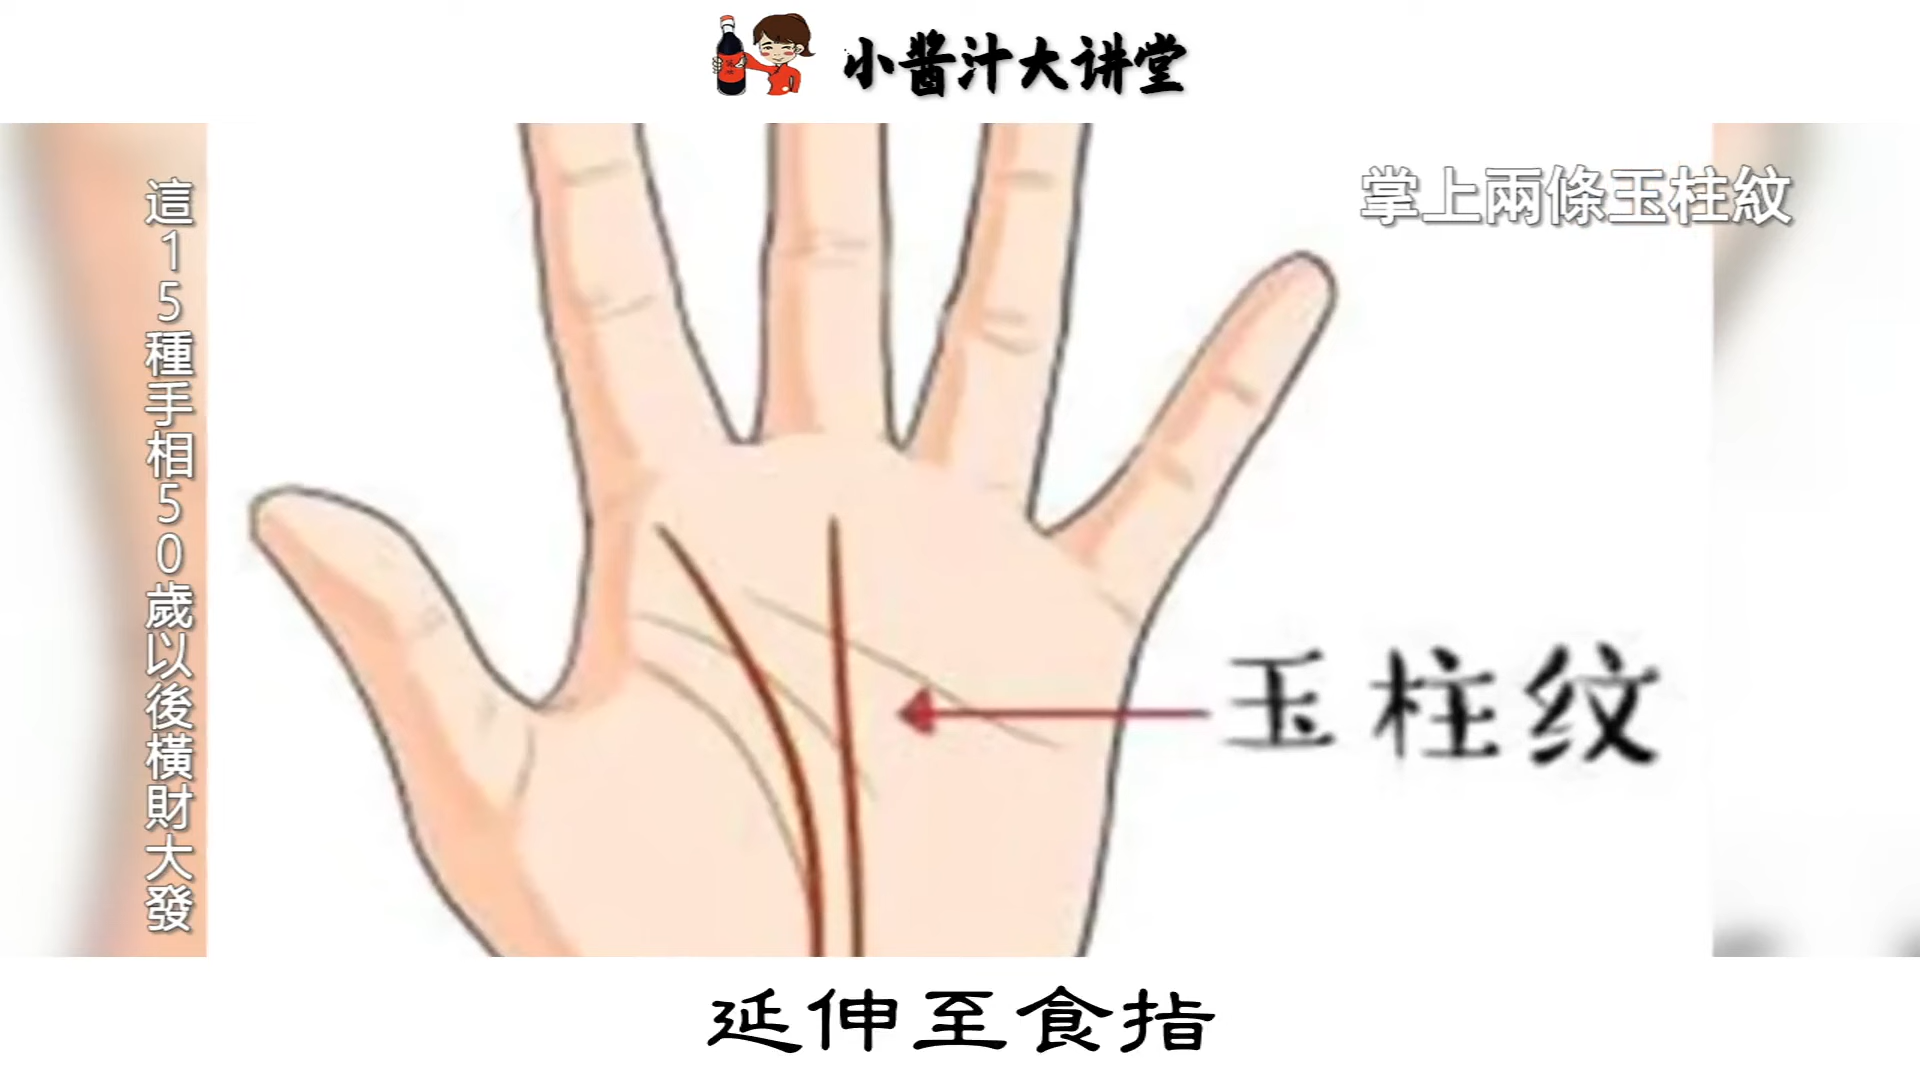 小酱汁大讲堂
掌上兩條玉柱紋
這15種手相50歲以後橫財大發
玉柱纹
延伸至食指